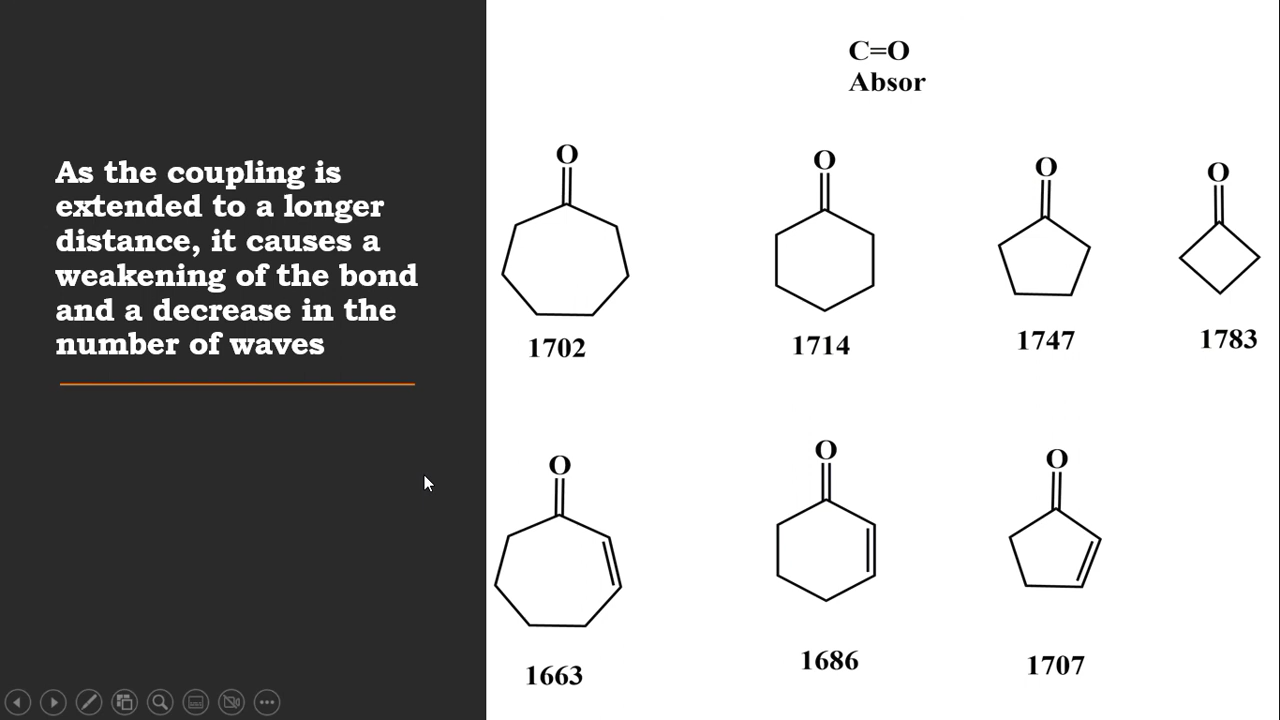 As the coupling is
extended to a longer
distance, it causes a
weakening of the bond
and a decrease in the
number of waves
C=O
Absor
O O O O
1702 1714 1747 1783
O O O
1663 1686 1707